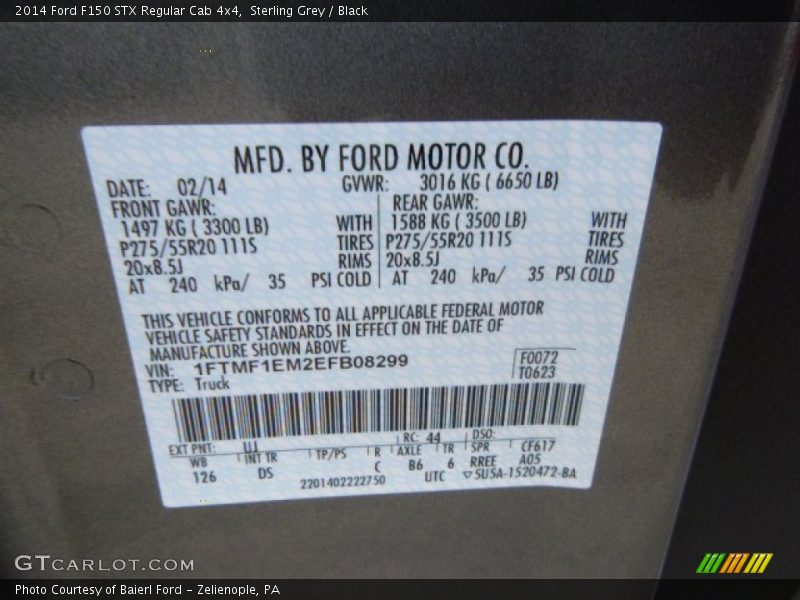 2014 Ford F150 STX Regular Cab 4x4, Sterling Grey / Black
MFD. BY FORD MOTOR CO.
DATE: 02/14 GVWR: 3016 KG ( 6650 LB)
FRONT GAWR: REAR GAWR:
1497 KG ( 3300 LB) WITH 1588 KG ( 3500 LB) WITH
P275/55R20 111S TIRES P275/55R20 111S TIRES
20x8.5J RIMS 20x8.5J RIMS
AT 240 kPa/ 35 PSI COLD AT 240 kPa/ 35 PSI COLD
THIS VEHICLE CONFORMS TO ALL APPLICABLE FEDERAL MOTOR
VEHICLE SAFETY STANDARDS IN EFFECT ON THE DATE OF
MANUFACTURE SHOWN ABOVE.
VIN: 1FTMF1EM2EFB08299 F0072
TYPE: Truck T0623
EXT PNT: UJ RC: 44 DSO:
WB INT TR TP/PS R AXLE TR SPR CF617
126 DS C B6 6 RREE A05
2201402222750 UTC ▽5U5A-1520472-BA
GTCARLOT.COM
Photo Courtesy of Baierl Ford - Zelienople, PA